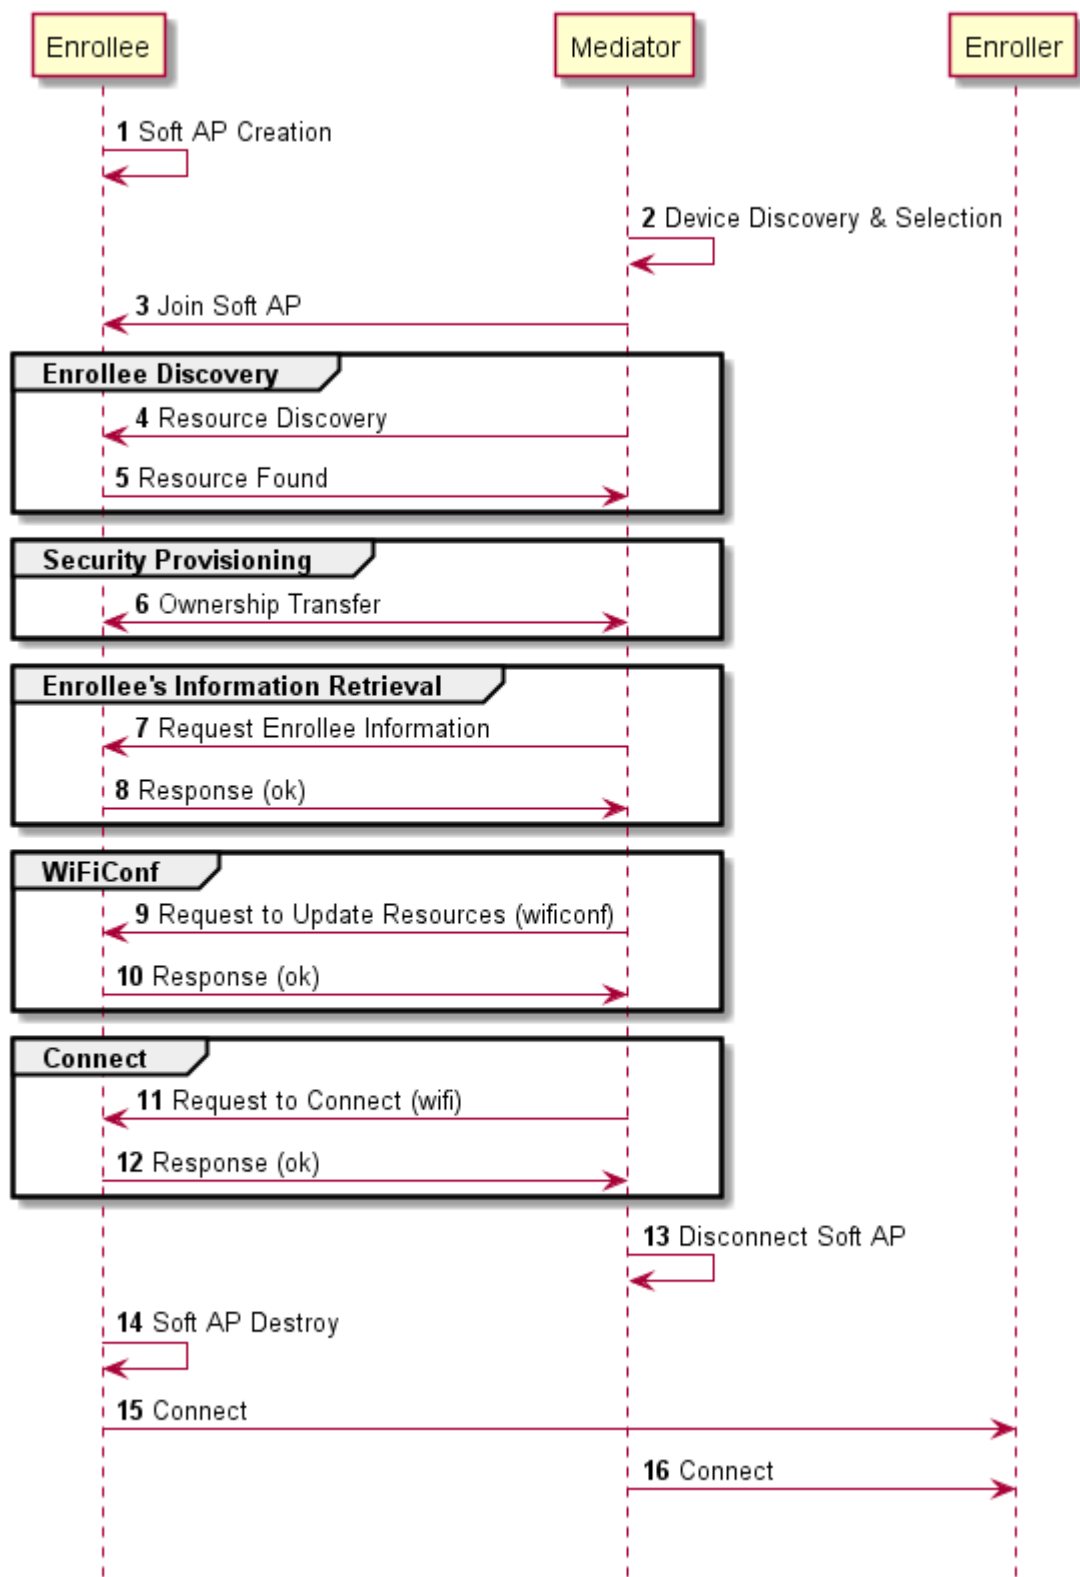 Enrollee
Mediator
Enroller
1 Soft AP Creation
2 Device Discovery & Selection
3 Join Soft AP
Enrollee Discovery
4 Resource Discovery
5 Resource Found
Security Provisioning
6 Ownership Transfer
Enrollee's Information Retrieval
7 Request Enrollee Information
8 Response (ok)
WiFiConf
9 Request to Update Resources (wificonf)
10 Response (ok)
Connect
11 Request to Connect (wifi)
12 Response (ok)
13 Disconnect Soft AP
14 Soft AP Destroy
15 Connect
16 Connect